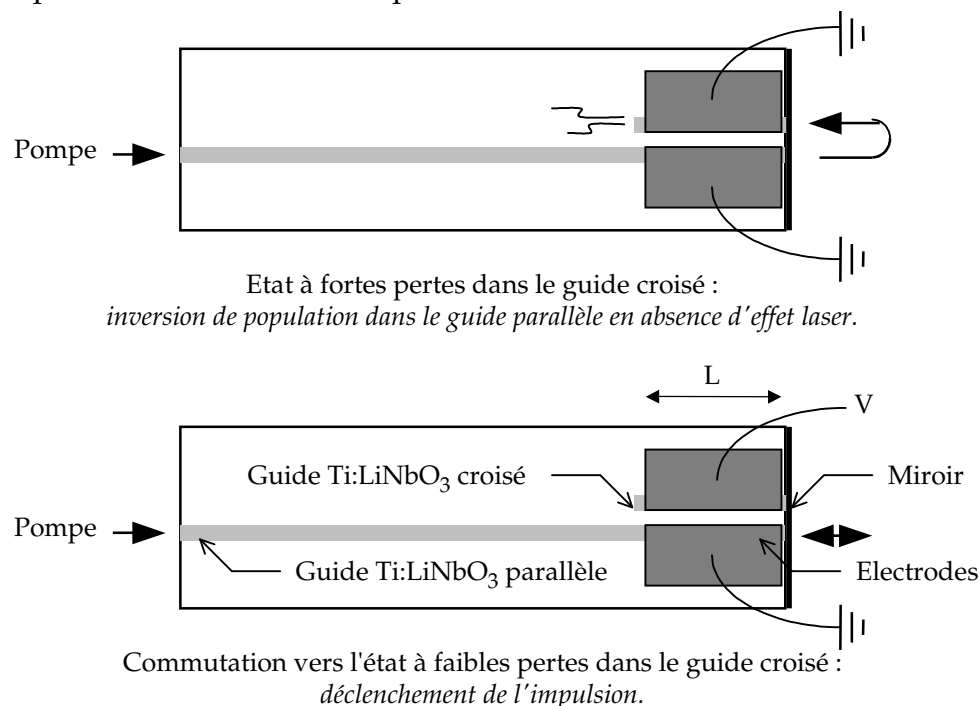 Pompe
Etat à fortes pertes dans le guide croisé :
inversion de population dans le guide parallèle en absence d'effet laser.
L
V
Guide Ti:LiNbO3 croisé
Miroir
Pompe
Guide Ti:LiNbO3 parallèle
Electrodes
Commutation vers l'état à faibles pertes dans le guide croisé :
déclenchement de l'impulsion.